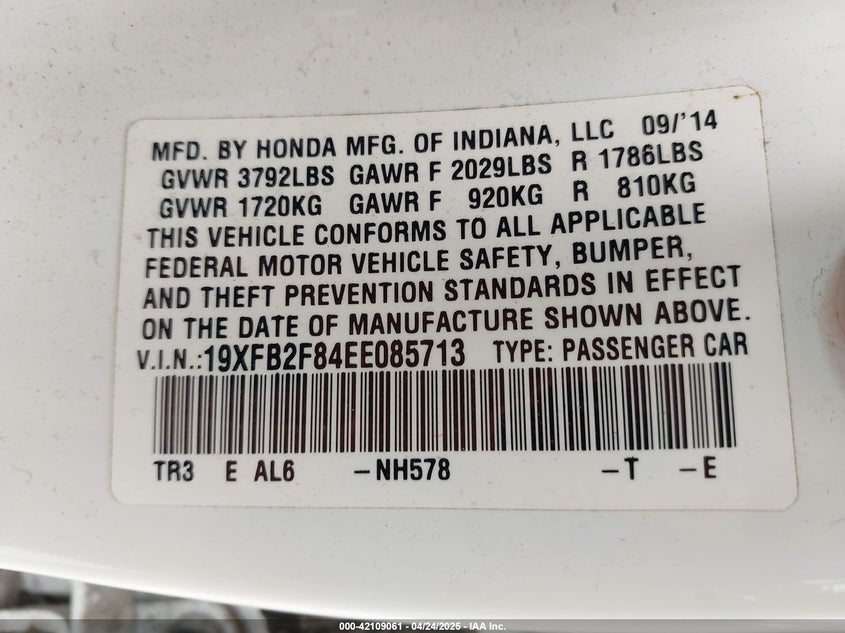 MFD. BY HONDA MFG. OF INDIANA, LLC 09/'14
GVWR 3792LBS GAWR F 2029LBS R 1786LBS
GVWR 1720KG GAWR F 920KG R 810KG
THIS VEHICLE CONFORMS TO ALL APPLICABLE
FEDERAL MOTOR VEHICLE SAFETY, BUMPER,
AND THEFT PREVENTION STANDARDS IN EFFECT
ON THE DATE OF MANUFACTURE SHOWN ABOVE.
V.I.N.:19XFB2F84EE085713 TYPE: PASSENGER CAR
TR3 E AL6 -NH578 -T -E
000-42109061 - 04/24/2025 - IAA Inc.